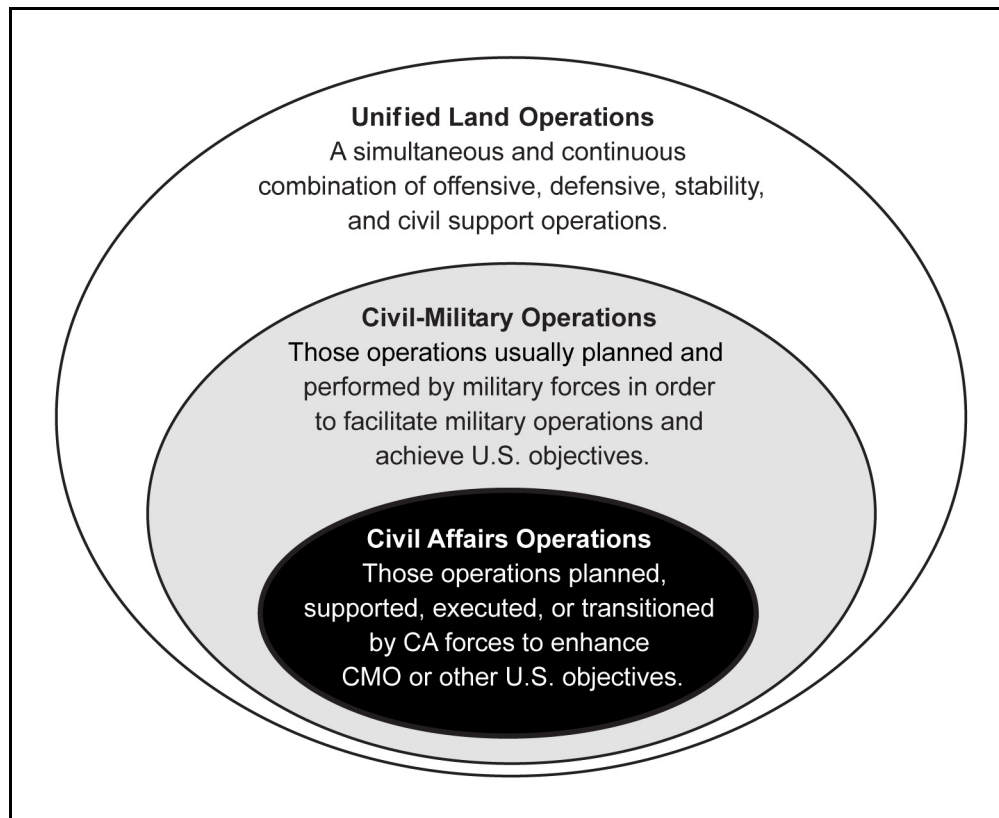 Unified Land Operations
A simultaneous and continuous
combination of offensive, defensive, stability,
and civil support operations.
Civil-Military Operations
Those operations usually planned and
performed by military forces in order
to facilitate military operations and
achieve U.S. objectives.
Civil Affairs Operations
Those operations planned,
supported, executed, or transitioned
by CA forces to enhance
CMO or other U.S. objectives.